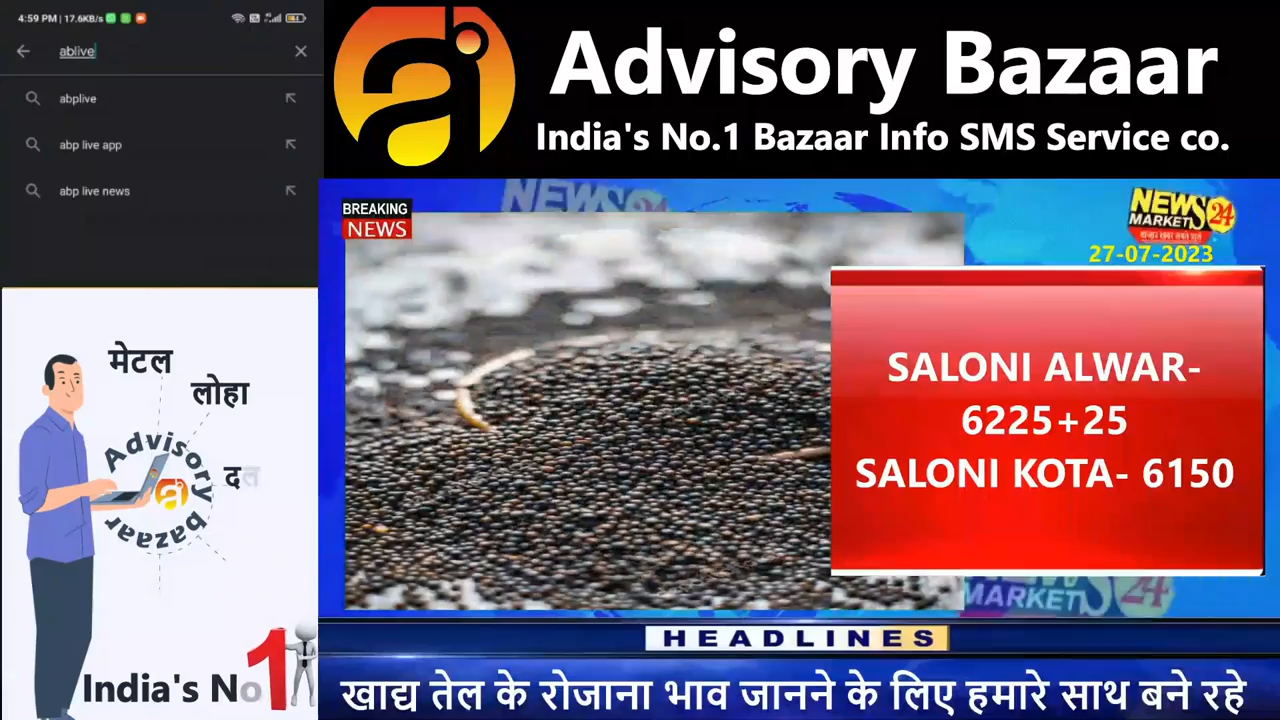 4:59 PM | 17.6KB/s
ablive
abplive
abp live app
abp live news
Advisory Bazaar
India's No.1 Bazaar Info SMS Service co.
BREAKING
NEWS
NEWS 24
MARKET
27-07-2023
SALONI ALWAR-
6225+25
SALONI KOTA- 6150
मेटल
लोहा
Advisory
bazaar
India's No
1
MARKET 24
HEADLINES
खाद्य तेल के रोजाना भाव जानने के लिए हमारे साथ बने रहे